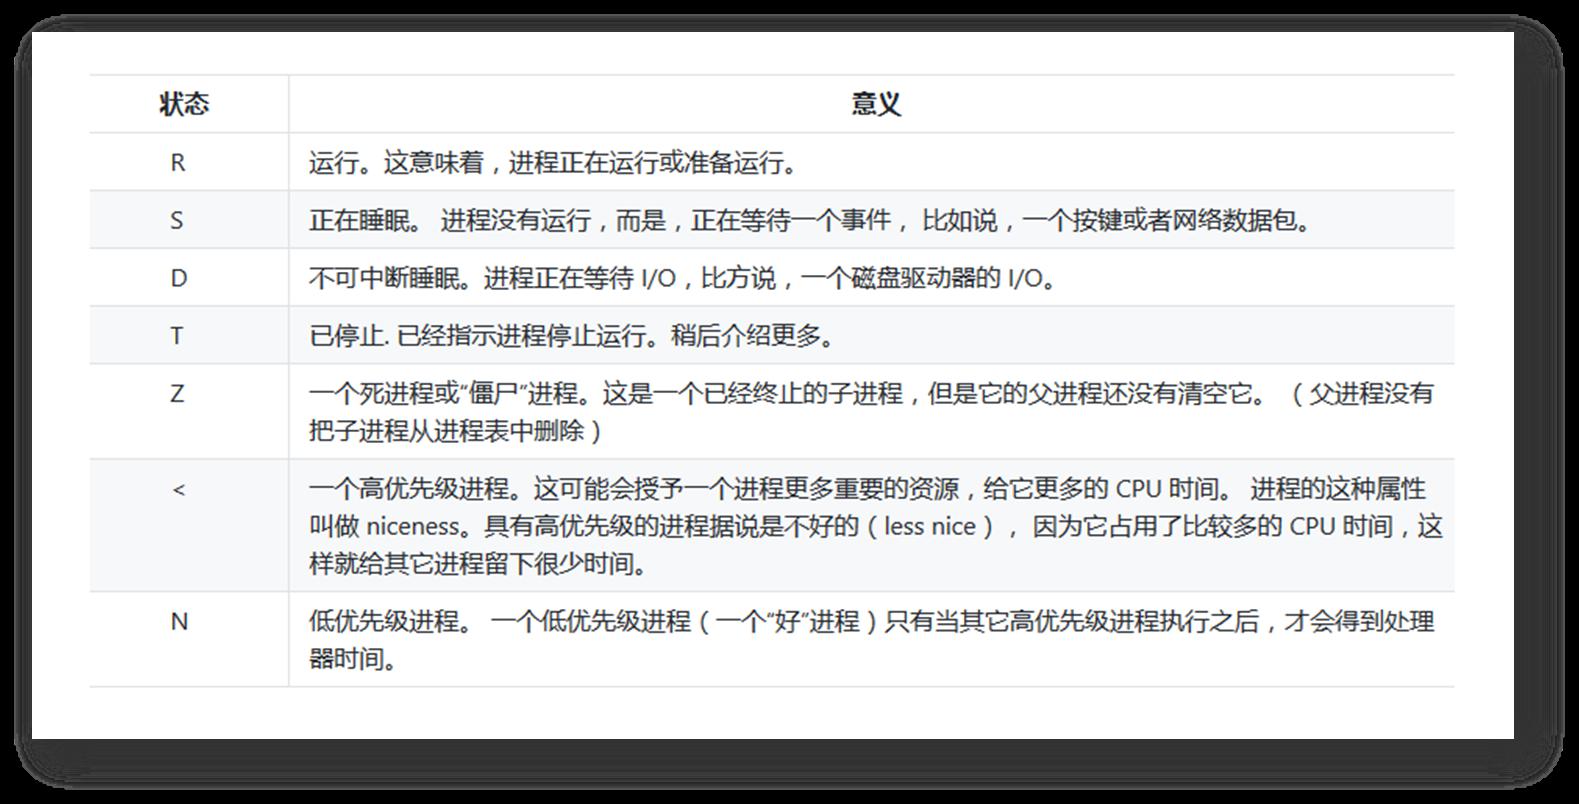 状态 意义
R 运行。这意味着，进程正在运行或准备运行。
S 正在睡眠。 进程没有运行，而是，正在等待一个事件， 比如说，一个按键或者网络数据包。
D 不可中断睡眠。进程正在等待 I/O，比方说，一个磁盘驱动器的 I/O。
T 已停止. 已经指示进程停止运行。稍后介绍更多。
Z 一个死进程或“僵尸”进程。这是一个已经终止的子进程，但是它的父进程还没有清空它。 （父进程没有
把子进程从进程表中删除）
< 一个高优先级进程。这可能会授予一个进程更多重要的资源，给它更多的 CPU 时间。 进程的这种属性
叫做 niceness。具有高优先级的进程据说是不好的（less nice）， 因为它占用了比较多的 CPU 时间，这
样就给其它进程留下很少时间。
N 低优先级进程。 一个低优先级进程（一个“好”进程）只有当其它高优先级进程执行之后，才会得到处理
器时间。